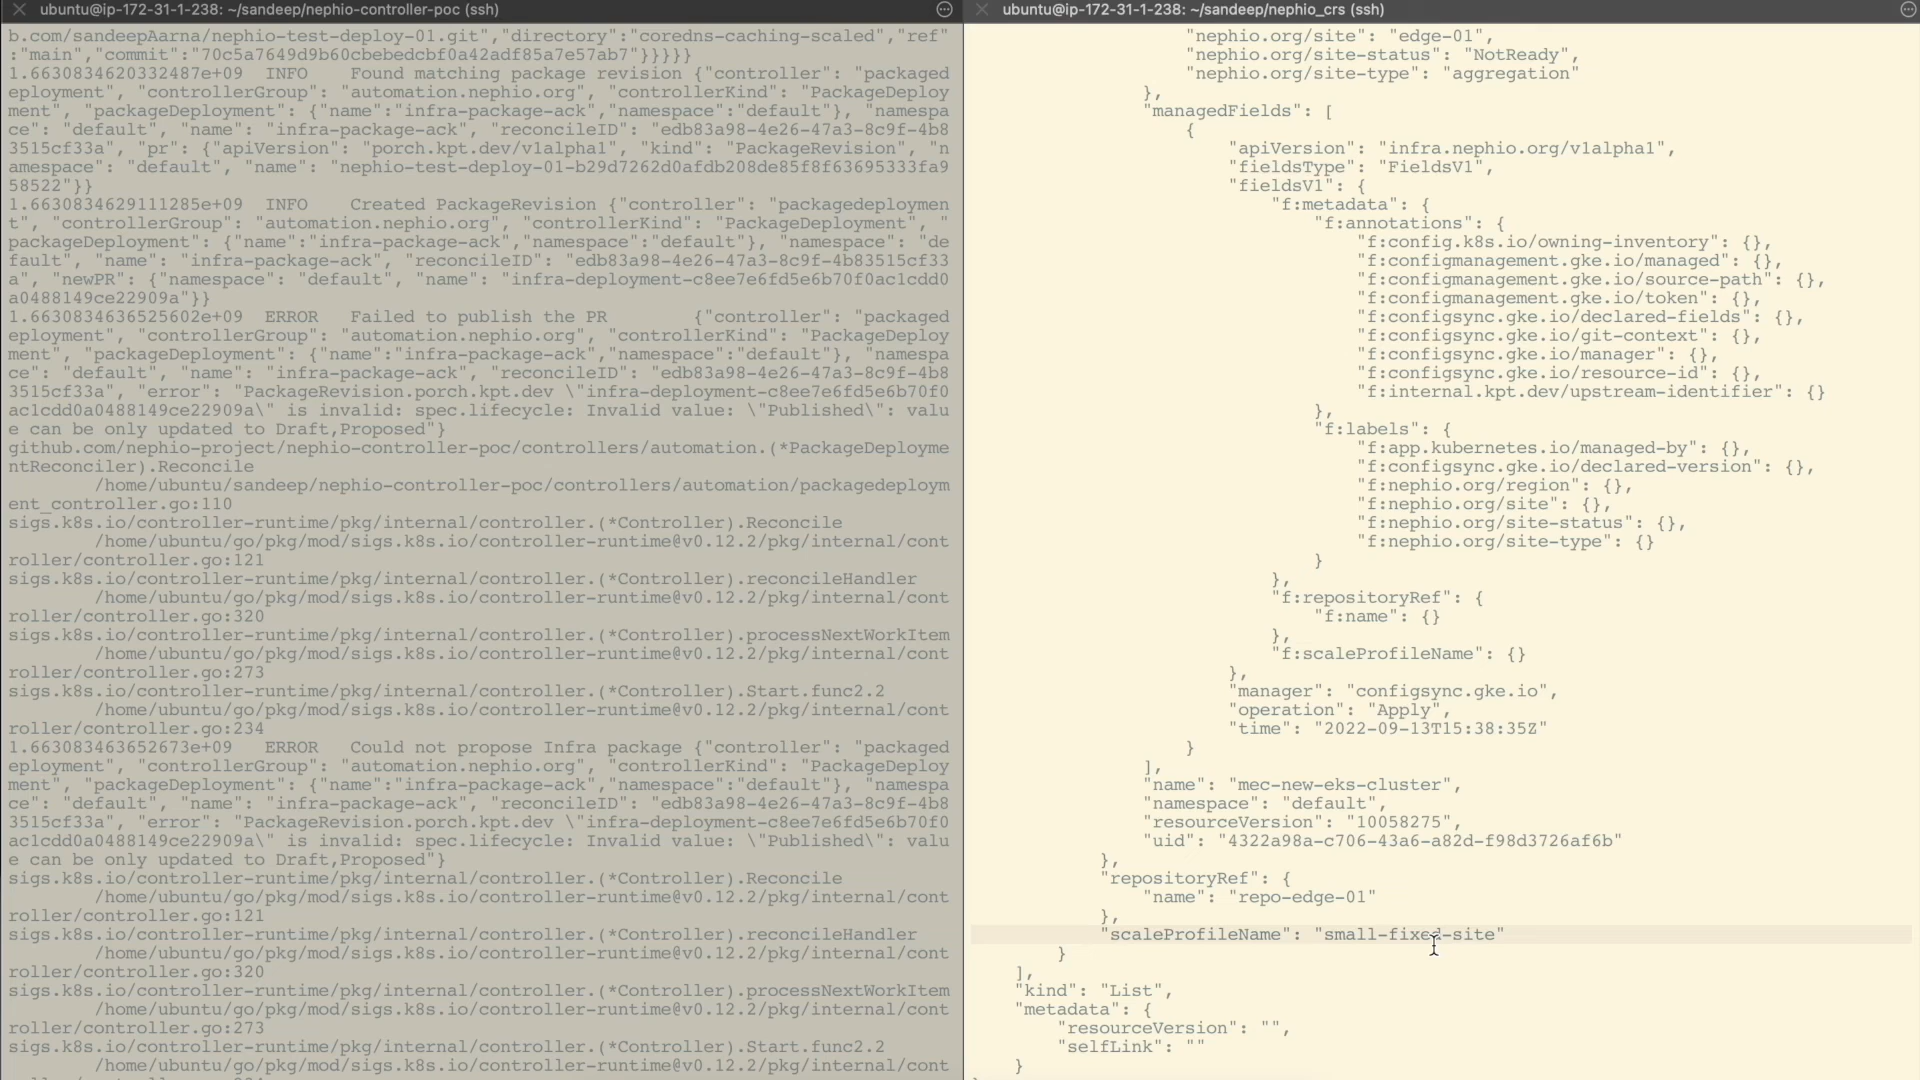 ubuntu@ip-172-31-1-238: ~/sandeep/nephio-controller-poc (ssh)
b.com/sandeepAarna/nephio-test-deploy-01.git","directory":"coredns-caching-scaled","ref"
:"main","commit":"70c5a7649d9b60cbebedcbf0a42adf85a7e57ab7"}}}}}
1.6630834620332487e+09  INFO    Found matching package revision {"controller": "packaged
eployment", "controllerGroup": "automation.nephio.org", "controllerKind": "PackageDeploy
ment", "packageDeployment": {"name":"infra-package-ack","namespace":"default"}, "namespa
ce": "default", "name": "infra-package-ack", "reconcileID": "edb83a98-4e26-47a3-8c9f-4b8
3515cf33a", "pr": {"apiVersion": "porch.kpt.dev/v1alpha1", "kind": "PackageRevision", "n
amespace": "default", "name": "nephio-test-deploy-01-b29d7262d0afdb208de85f8f63695333fa9
58522"}}
1.6630834629111285e+09  INFO    Created PackageRevision {"controller": "packagedeploymen
t", "controllerGroup": "automation.nephio.org", "controllerKind": "PackageDeployment", "
packageDeployment": {"name":"infra-package-ack","namespace":"default"}, "namespace": "de
fault", "name": "infra-package-ack", "reconcileID": "edb83a98-4e26-47a3-8c9f-4b83515cf33
a", "newPR": {"namespace": "default", "name": "infra-deployment-c8ee7e6fd5e6b70f0ac1cdd0
a0488149ce22909a"}}
1.6630834636525602e+09  ERROR   Failed to publish the PR        {"controller": "packaged
eployment", "controllerGroup": "automation.nephio.org", "controllerKind": "PackageDeploy
ment", "packageDeployment": {"name":"infra-package-ack","namespace":"default"}, "namespa
ce": "default", "name": "infra-package-ack", "reconcileID": "edb83a98-4e26-47a3-8c9f-4b8
3515cf33a", "error": "PackageRevision.porch.kpt.dev \"infra-deployment-c8ee7e6fd5e6b70f0
ac1cdd0a0488149ce22909a\" is invalid: spec.lifecycle: Invalid value: \"Published\": valu
e can be only updated to Draft,Proposed"}
github.com/nephio-project/nephio-controller-poc/controllers/automation.(*PackageDeployme
ntReconciler).Reconcile
        /home/ubuntu/sandeep/nephio-controller-poc/controllers/automation/packagedeploym
ent_controller.go:110
sigs.k8s.io/controller-runtime/pkg/internal/controller.(*Controller).Reconcile
        /home/ubuntu/go/pkg/mod/sigs.k8s.io/controller-runtime@v0.12.2/pkg/internal/cont
roller/controller.go:121
sigs.k8s.io/controller-runtime/pkg/internal/controller.(*Controller).reconcileHandler
        /home/ubuntu/go/pkg/mod/sigs.k8s.io/controller-runtime@v0.12.2/pkg/internal/cont
roller/controller.go:320
sigs.k8s.io/controller-runtime/pkg/internal/controller.(*Controller).processNextWorkItem
        /home/ubuntu/go/pkg/mod/sigs.k8s.io/controller-runtime@v0.12.2/pkg/internal/cont
roller/controller.go:273
sigs.k8s.io/controller-runtime/pkg/internal/controller.(*Controller).Start.func2.2
        /home/ubuntu/go/pkg/mod/sigs.k8s.io/controller-runtime@v0.12.2/pkg/internal/cont
roller/controller.go:234
1.663083463652673e+09   ERROR   Could not propose Infra package {"controller": "packaged
eployment", "controllerGroup": "automation.nephio.org", "controllerKind": "PackageDeploy
ment", "packageDeployment": {"name":"infra-package-ack","namespace":"default"}, "namespa
ce": "default", "name": "infra-package-ack", "reconcileID": "edb83a98-4e26-47a3-8c9f-4b8
3515cf33a", "error": "PackageRevision.porch.kpt.dev \"infra-deployment-c8ee7e6fd5e6b70f0
ac1cdd0a0488149ce22909a\" is invalid: spec.lifecycle: Invalid value: \"Published\": valu
e can be only updated to Draft,Proposed"}
sigs.k8s.io/controller-runtime/pkg/internal/controller.(*Controller).Reconcile
        /home/ubuntu/go/pkg/mod/sigs.k8s.io/controller-runtime@v0.12.2/pkg/internal/cont
roller/controller.go:121
sigs.k8s.io/controller-runtime/pkg/internal/controller.(*Controller).reconcileHandler
        /home/ubuntu/go/pkg/mod/sigs.k8s.io/controller-runtime@v0.12.2/pkg/internal/cont
roller/controller.go:320
sigs.k8s.io/controller-runtime/pkg/internal/controller.(*Controller).processNextWorkItem
        /home/ubuntu/go/pkg/mod/sigs.k8s.io/controller-runtime@v0.12.2/pkg/internal/cont
roller/controller.go:273
sigs.k8s.io/controller-runtime/pkg/internal/controller.(*Controller).Start.func2.2
        /home/ubuntu/go/pkg/mod/sigs.k8s.io/controller-runtime@v0.12.2/pkg/internal/cont
ubuntu@ip-172-31-1-238: ~/sandeep/nephio_crs (ssh)
                    "nephio.org/site": "edge-01",
                    "nephio.org/site-status": "NotReady",
                    "nephio.org/site-type": "aggregation"
                },
                "managedFields": [
                    {
                        "apiVersion": "infra.nephio.org/v1alpha1",
                        "fieldsType": "FieldsV1",
                        "fieldsV1": {
                            "f:metadata": {
                                "f:annotations": {
                                    "f:config.k8s.io/owning-inventory": {},
                                    "f:configmanagement.gke.io/managed": {},
                                    "f:configmanagement.gke.io/source-path": {},
                                    "f:configmanagement.gke.io/token": {},
                                    "f:configsync.gke.io/declared-fields": {},
                                    "f:configsync.gke.io/git-context": {},
                                    "f:configsync.gke.io/manager": {},
                                    "f:configsync.gke.io/resource-id": {},
                                    "f:internal.kpt.dev/upstream-identifier": {}
                                },
                                "f:labels": {
                                    "f:app.kubernetes.io/managed-by": {},
                                    "f:configsync.gke.io/declared-version": {},
                                    "f:nephio.org/region": {},
                                    "f:nephio.org/site": {},
                                    "f:nephio.org/site-status": {},
                                    "f:nephio.org/site-type": {}
                                }
                            },
                            "f:repositoryRef": {
                                "f:name": {}
                            },
                            "f:scaleProfileName": {}
                        },
                        "manager": "configsync.gke.io",
                        "operation": "Apply",
                        "time": "2022-09-13T15:38:35Z"
                    }
                ],
                "name": "mec-new-eks-cluster",
                "namespace": "default",
                "resourceVersion": "10058275",
                "uid": "4322a98a-c706-43a6-a82d-f98d3726af6b"
            },
            "repositoryRef": {
                "name": "repo-edge-01"
            },
            "scaleProfileName": "small-fixed-site"
        }
    ],
    "kind": "List",
    "metadata": {
        "resourceVersion": "",
        "selfLink": ""
    }